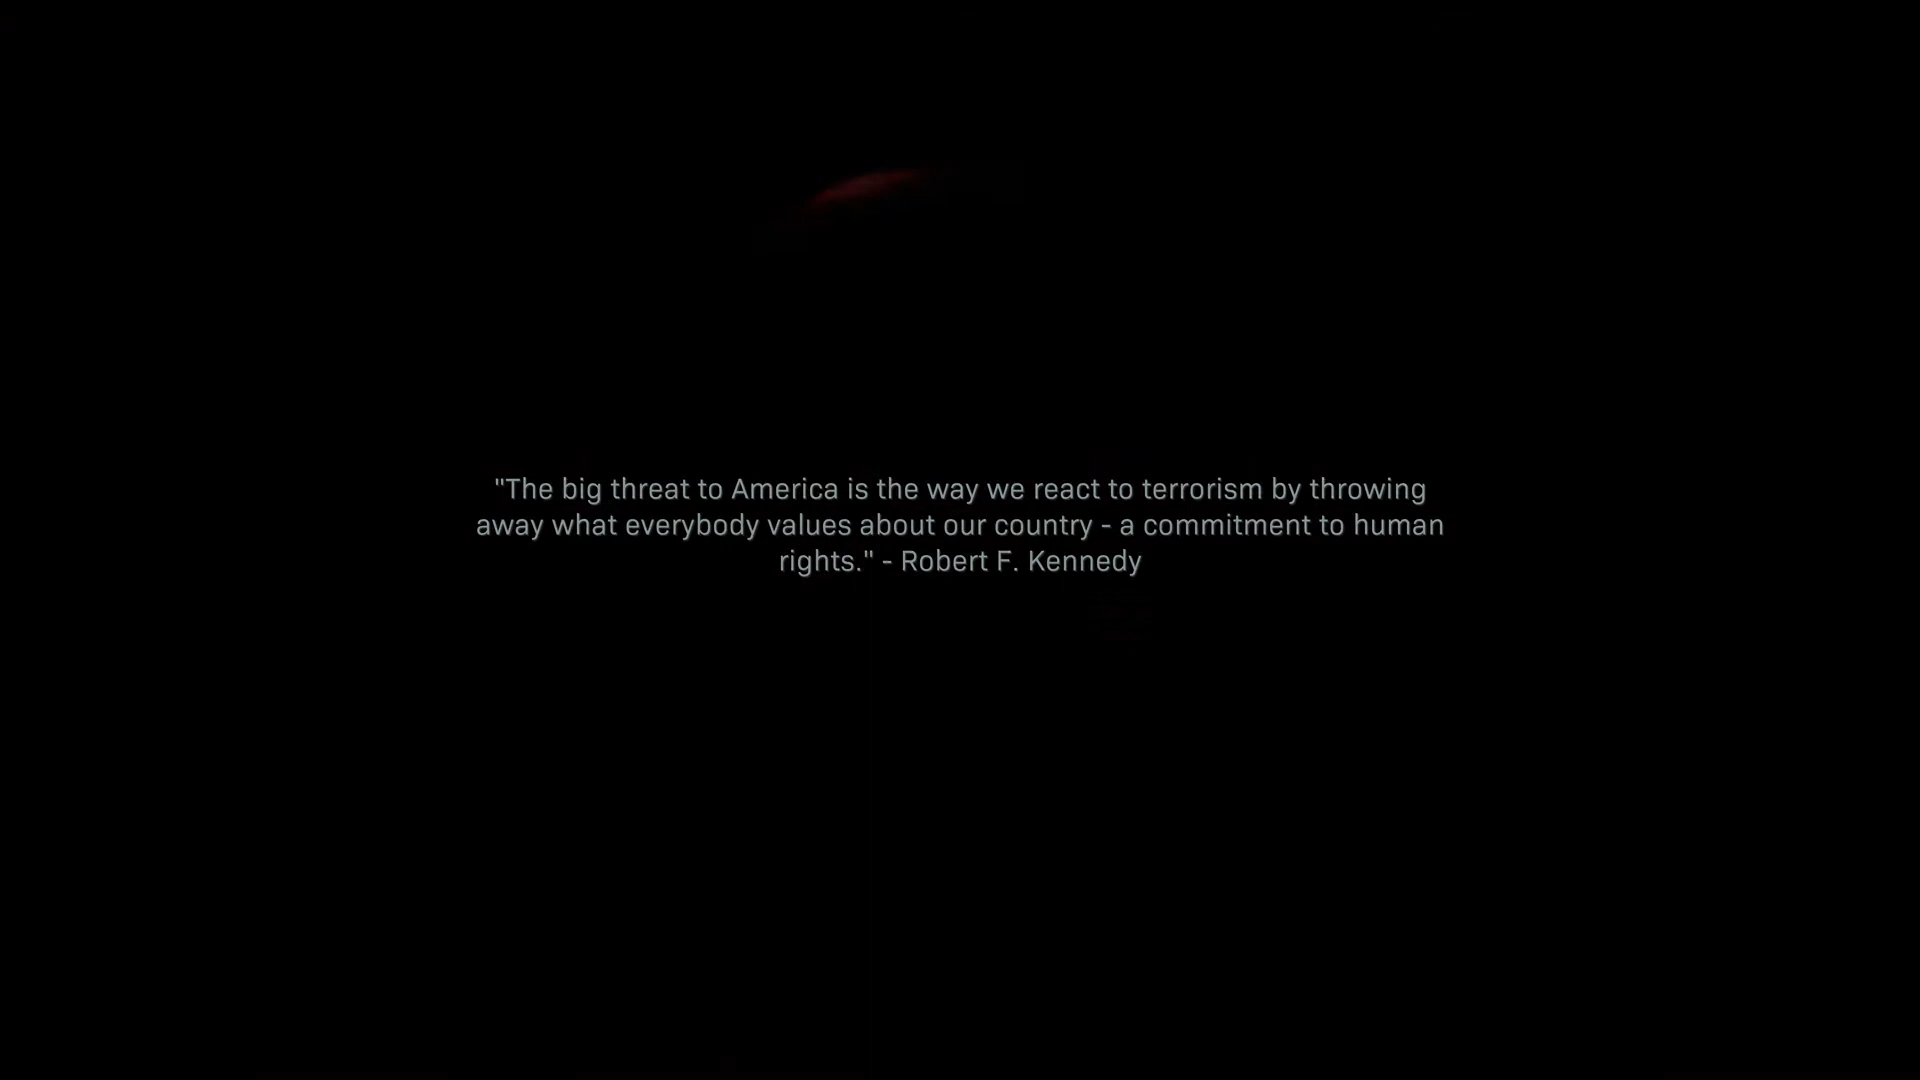 "The big threat to America is the way we react to terrorism by throwing
away what everybody values about our country - a commitment to human
rights." - Robert F. Kennedy